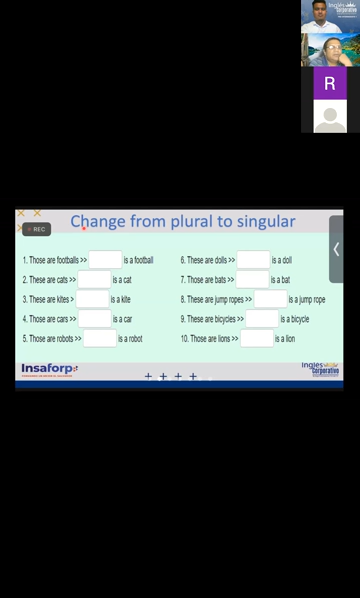 Inglés
Corporativo
R
REC
Change from plural to singular
1. Those are footballs >> is a football
2. These are cats >> is a cat
3. These are kites > is a kite
4. Those are cars >> is a car
5. Those are robots >> is a robot
6. These are dolls >> is a doll
7. Those are bats >> is a bat
8. These are jump ropes >> is a jump rope
9. These are bicycles >> is a bicycle
10. Those are lions >> is a lion
Insaforp
Inglés
Corporativo